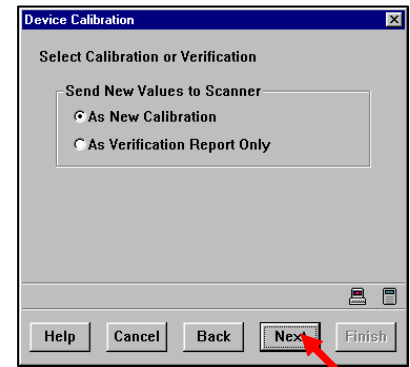 Device Calibration
Select Calibration or Verification
Send New Values to Scanner
As New Calibration
As Verification Report Only
Help Cancel Back Next Finish